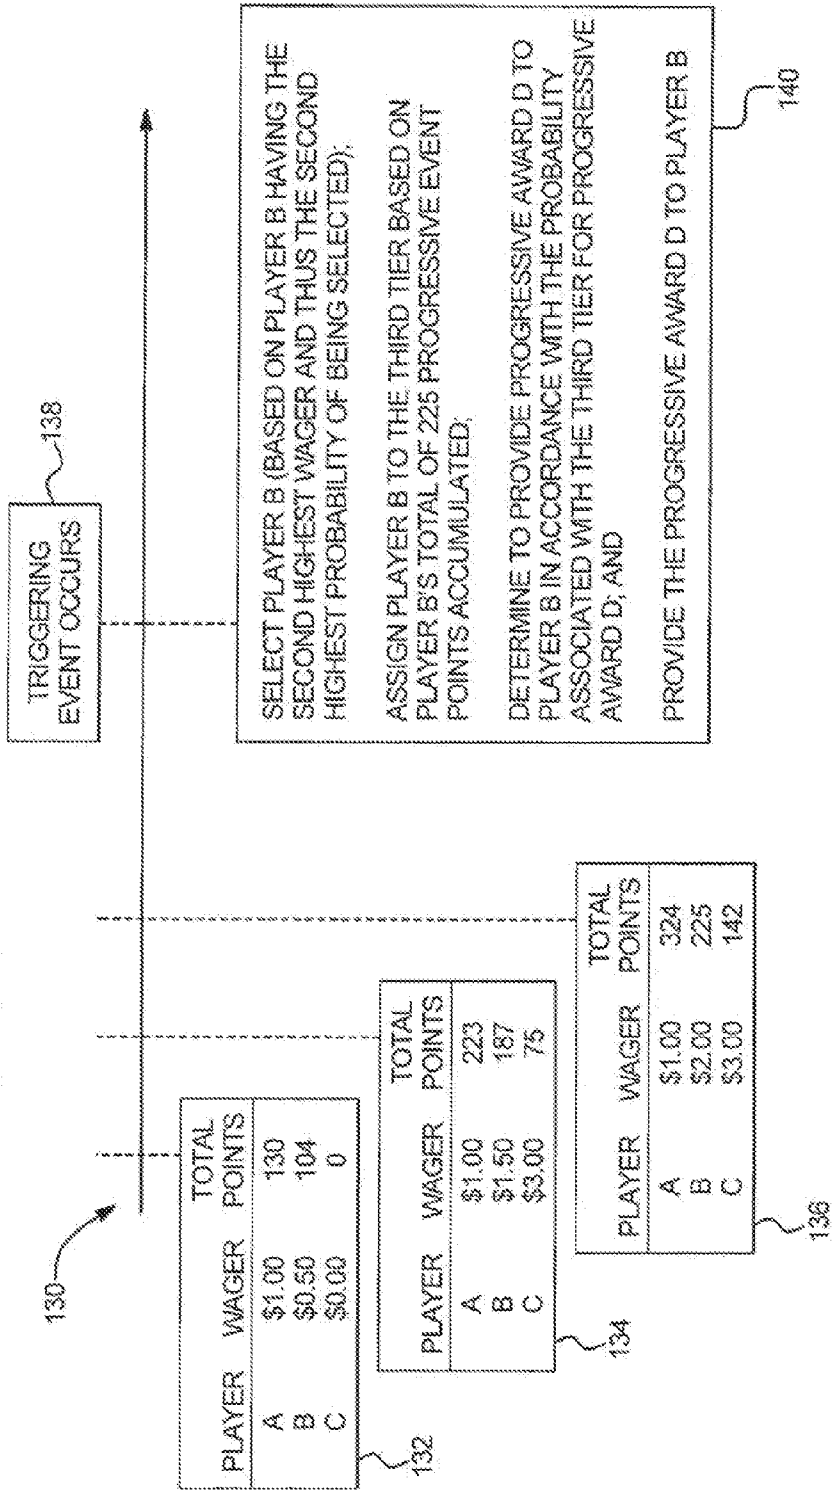 130
TRIGGERING
EVENT OCCURS
138
PLAYER WAGER TOTAL POINTS
A $1.00 130
B $0.50 104
C $0.00 0
132
PLAYER WAGER TOTAL POINTS
A $1.00 223
B $1.50 187
C $3.00 75
134
PLAYER WAGER TOTAL POINTS
A $1.00 324
B $2.00 225
C $3.00 142
136
SELECT PLAYER B (BASED ON PLAYER B HAVING THE
SECOND HIGHEST WAGER AND THUS THE SECOND
HIGHEST PROBABILITY OF BEING SELECTED);
ASSIGN PLAYER B TO THE THIRD TIER BASED ON
PLAYER B'S TOTAL OF 225 PROGRESSIVE EVENT
POINTS ACCUMULATED;
DETERMINE TO PROVIDE PROGRESSIVE AWARD D TO
PLAYER B IN ACCORDANCE WITH THE PROBABILITY
ASSOCIATED WITH THE THIRD TIER FOR PROGRESSIVE
AWARD D; AND
PROVIDE THE PROGRESSIVE AWARD D TO PLAYER B
140